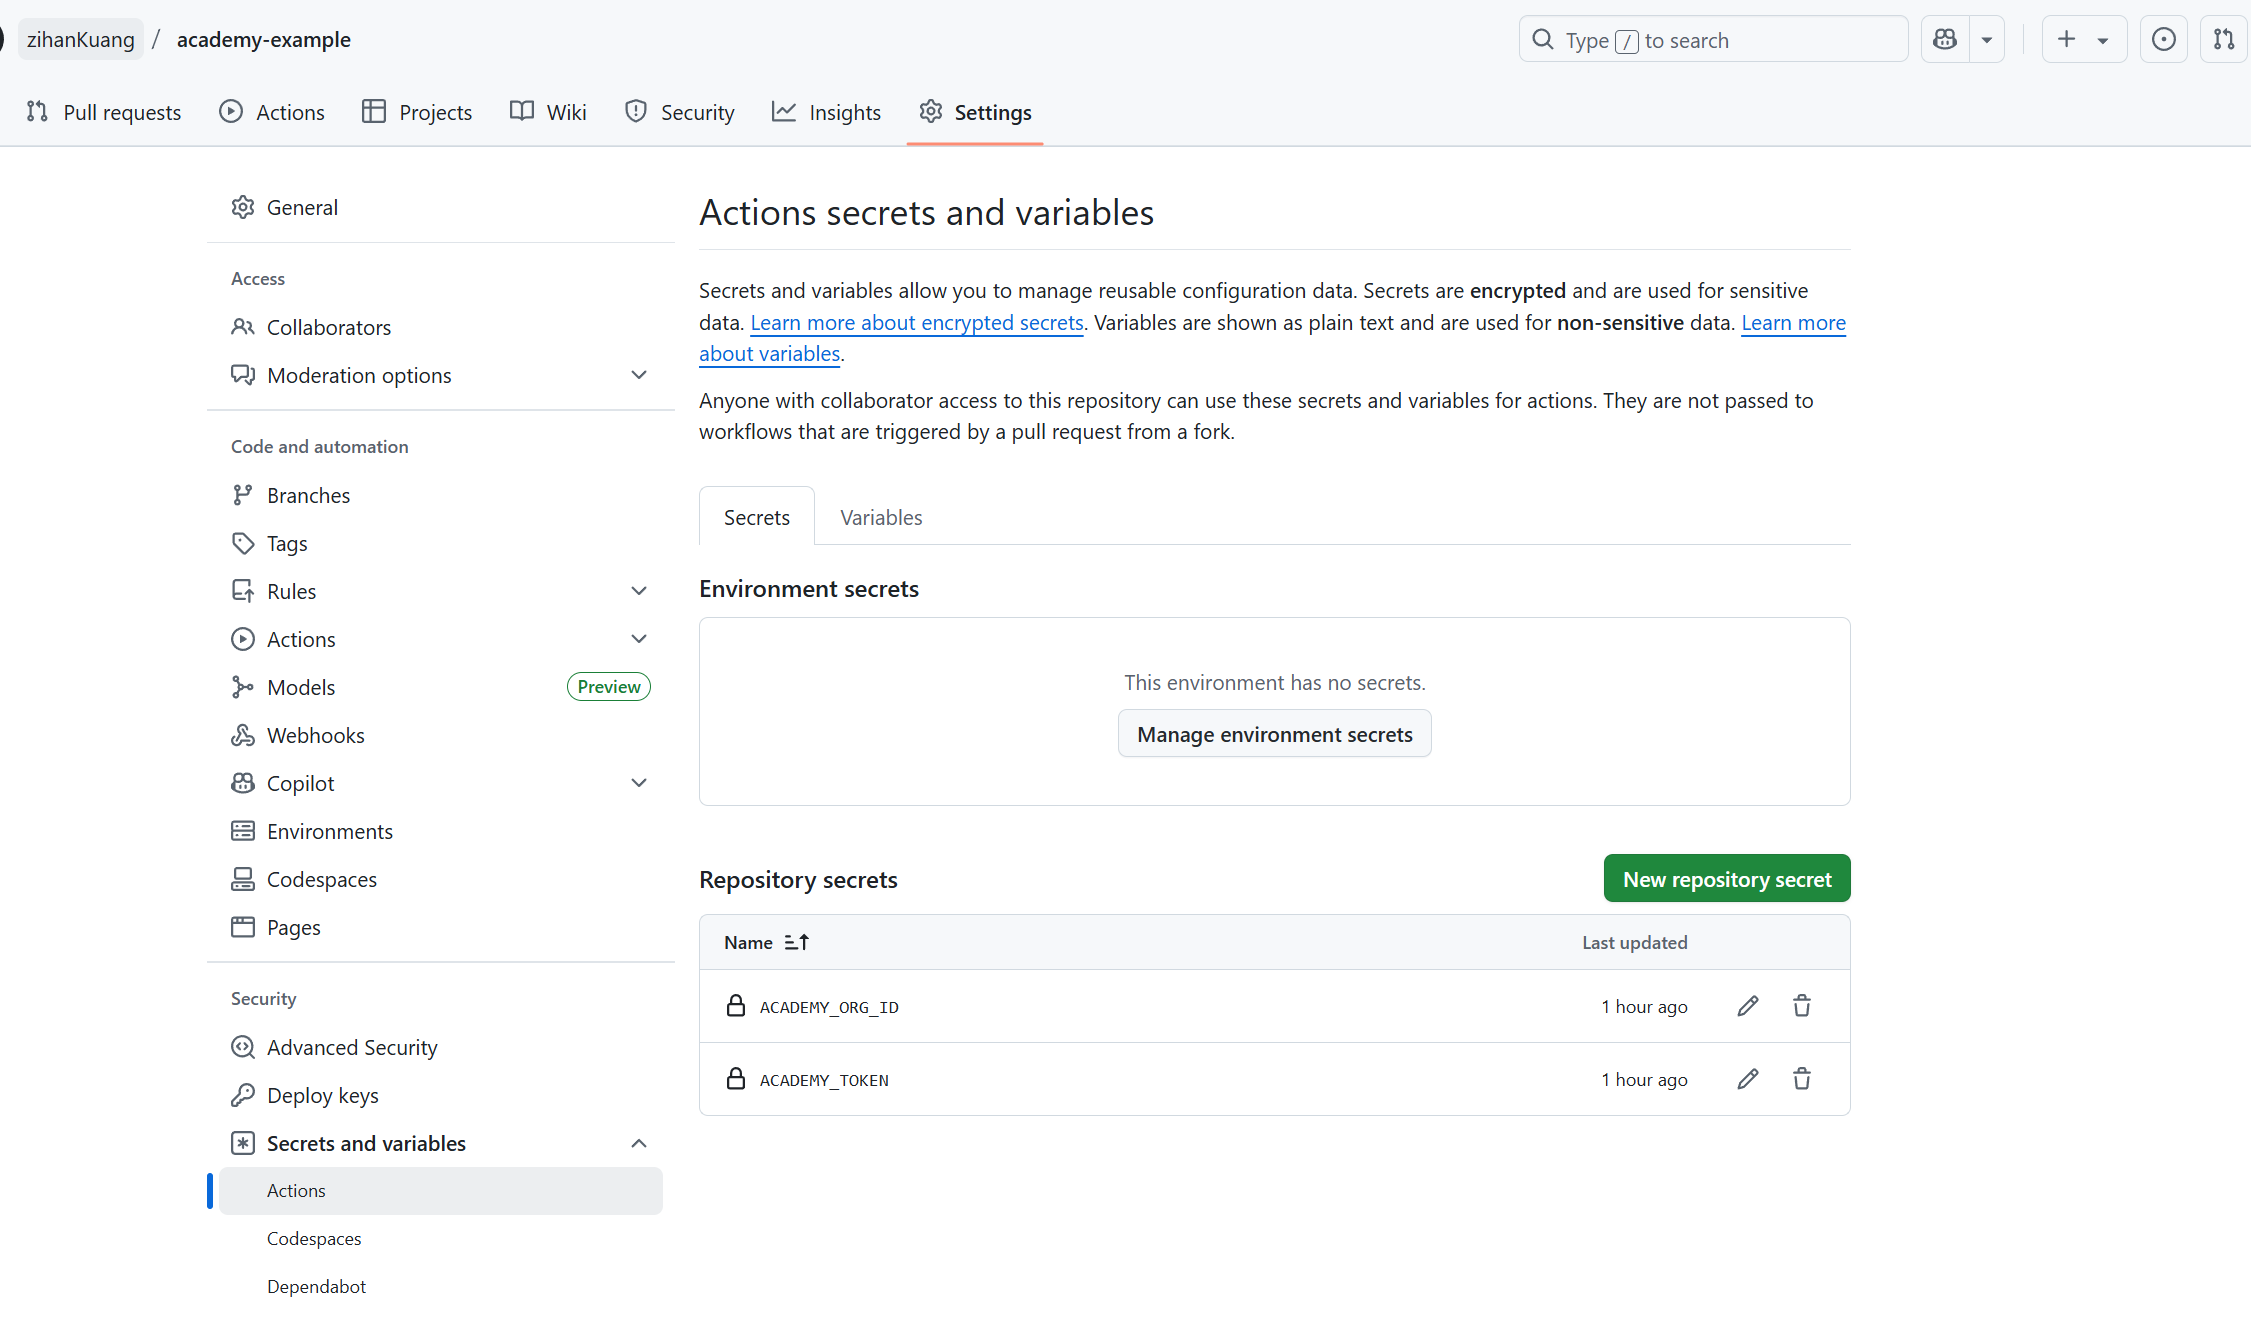 zihanKuang / academy-example
Type / to search
Pull requests
Actions
Projects
Wiki
Security
Insights
Settings
General
Access
Collaborators
Moderation options
Code and automation
Branches
Tags
Rules
Actions
Models
Preview
Webhooks
Copilot
Environments
Codespaces
Pages
Security
Advanced Security
Deploy keys
Secrets and variables
Actions
Codespaces
Dependabot
Actions secrets and variables
Secrets and variables allow you to manage reusable configuration data. Secrets are encrypted and are used for sensitive
data. Learn more about encrypted secrets. Variables are shown as plain text and are used for non-sensitive data. Learn more
about variables.
Anyone with collaborator access to this repository can use these secrets and variables for actions. They are not passed to
workflows that are triggered by a pull request from a fork.
Secrets
Variables
Environment secrets
This environment has no secrets.
Manage environment secrets
Repository secrets
New repository secret
Name
Last updated
ACADEMY_ORG_ID
1 hour ago
ACADEMY_TOKEN
1 hour ago